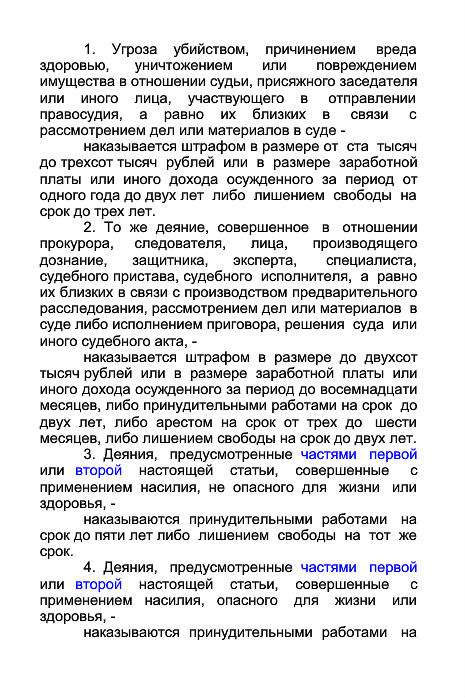 1. Угроза убийством, причинением вреда
здоровью, уничтожением или повреждением
имущества в отношении судьи, присяжного заседателя
или иного лица, участвующего в отправлении
правосудия, а равно их близких в связи с
рассмотрением дел или материалов в суде -
наказывается штрафом в размере от ста тысяч
до трехсот тысяч рублей или в размере заработной
платы или иного дохода осужденного за период от
одного года до двух лет либо лишением свободы на
срок до трех лет.
2. То же деяние, совершенное в отношении
прокурора, следователя, лица, производящего
дознание, защитника, эксперта, специалиста,
судебного пристава, судебного исполнителя, а равно
их близких в связи с производством предварительного
расследования, рассмотрением дел или материалов в
суде либо исполнением приговора, решения суда или
иного судебного акта, -
наказывается штрафом в размере до двухсот
тысяч рублей или в размере заработной платы или
иного дохода осужденного за период до восемнадцати
месяцев, либо принудительными работами на срок до
двух лет, либо арестом на срок от трех до шести
месяцев, либо лишением свободы на срок до двух лет.
3. Деяния, предусмотренные частями первой
или второй настоящей статьи, совершенные с
применением насилия, не опасного для жизни или
здоровья, -
наказываются принудительными работами на
срок до пяти лет либо лишением свободы на тот же
срок.
4. Деяния, предусмотренные частями первой
или второй настоящей статьи, совершенные с
применением насилия, опасного для жизни или
здоровья, -
наказываются принудительными работами на